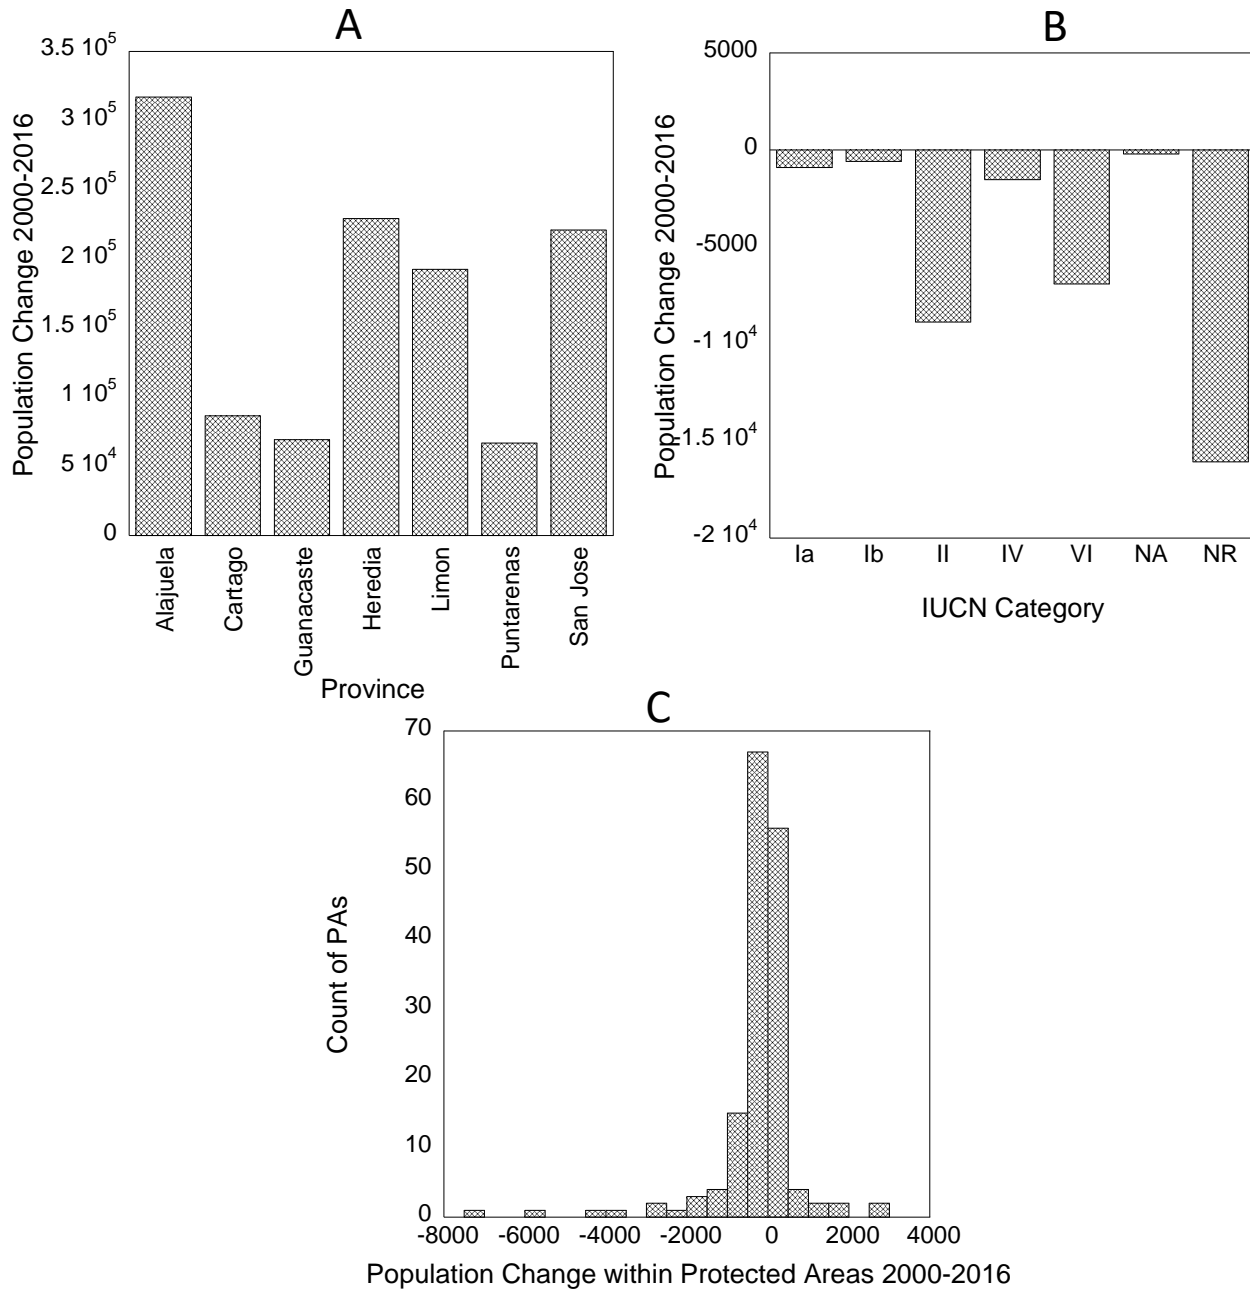 A
Population Change 2000-2016
3.5 10^5
3 10^5
2.5 10^5
2 10^5
1.5 10^5
1 10^5
5 10^4
0
Alajuela
Cartago
Guanacaste
Heredia
Limon
Puntarenas
San Jose
Province
B
Population Change 2000-2016
5000
0
-5000
-1 10^4
-1.5 10^4
-2 10^4
Ia Ib II IV VI NA NR
IUCN Category
C
Count of PAs
70
60
50
40
30
20
10
0
-8000 -6000 -4000 -2000 0 2000 4000
Population Change within Protected Areas 2000-2016